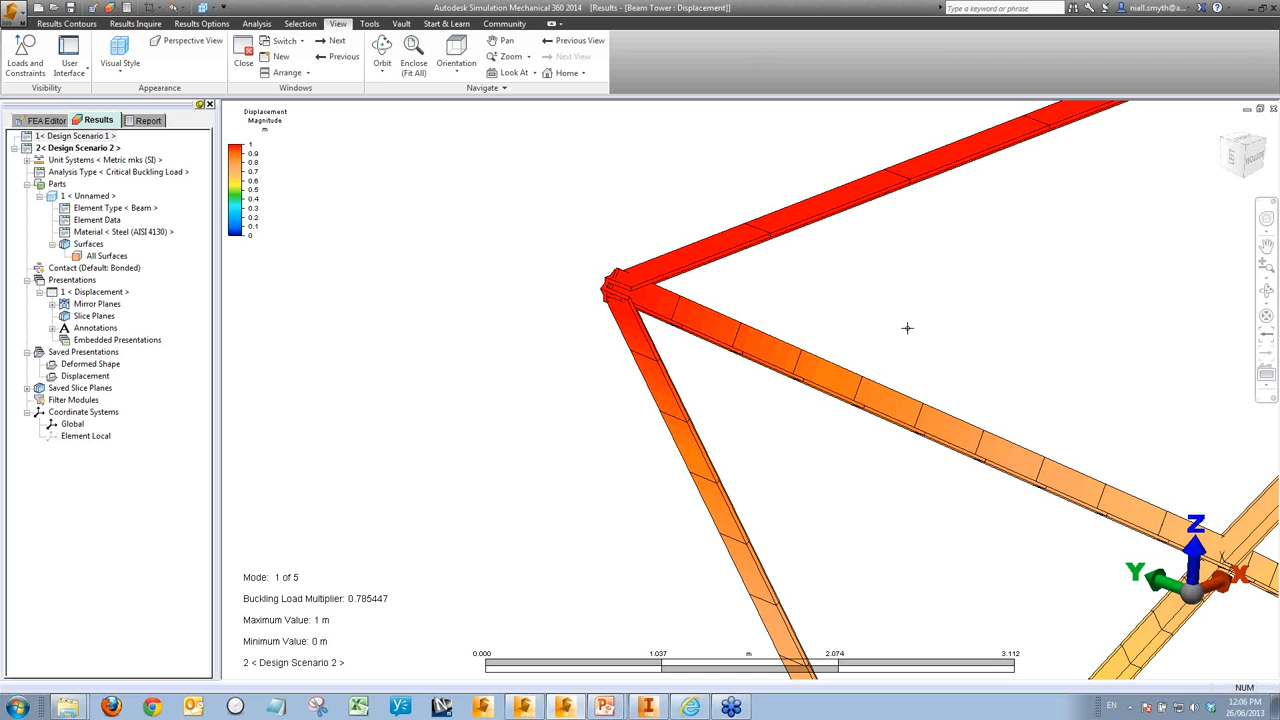 Autodesk Simulation Mechanical 360 2014 [Results - [Beam Tower : Displacement]]
Type a keyword or phrase
niall.smyth@a...
Results Contours
Results Inquire
Results Options
Quality
Analysis
Selection
View
Tools
Vault
Start & Learn
Community
Loads and Constraints
User Interface
Visibility
Visual Style
Perspective View
Appearance
Close
Switch
New
Arrange
Next
Previous
Windows
Orbit
Enclose (Fit All)
Orientation
Pan
Zoom
Look At
Previous View
Next View
Home
Navigate
FEA Editor
Results
Report
1< Design Scenario 1 >
2< Design Scenario 2 >
Unit Systems < Metric mks (SI) >
Analysis Type < Critical Buckling Load >
Parts
1 < Unnamed >
Element Type < Beam >
Element Data
Material < Steel (AISI 4130) >
Surfaces
All Surfaces
Contact (Default: Bonded)
Presentations
1 < Displacement >
Mirror Planes
Slice Planes
Annotations
Embedded Presentations
Saved Presentations
Deformed Shape
Displacement
Saved Slice Planes
Filter Modules
Coordinate Systems
Global
Element Local
Displacement
Magnitude
m
1
0.9
0.8
0.7
0.6
0.5
0.4
0.3
0.2
0.1
0
Z
Y
X
Mode: 1 of 5
Buckling Load Multiplier: 0.785447
Maximum Value: 1 m
Minimum Value: 0 m
2 < Design Scenario 2 >
0.000
1.037
m
2.074
3.112
NUM
EN
12:06 PM
26/06/2013